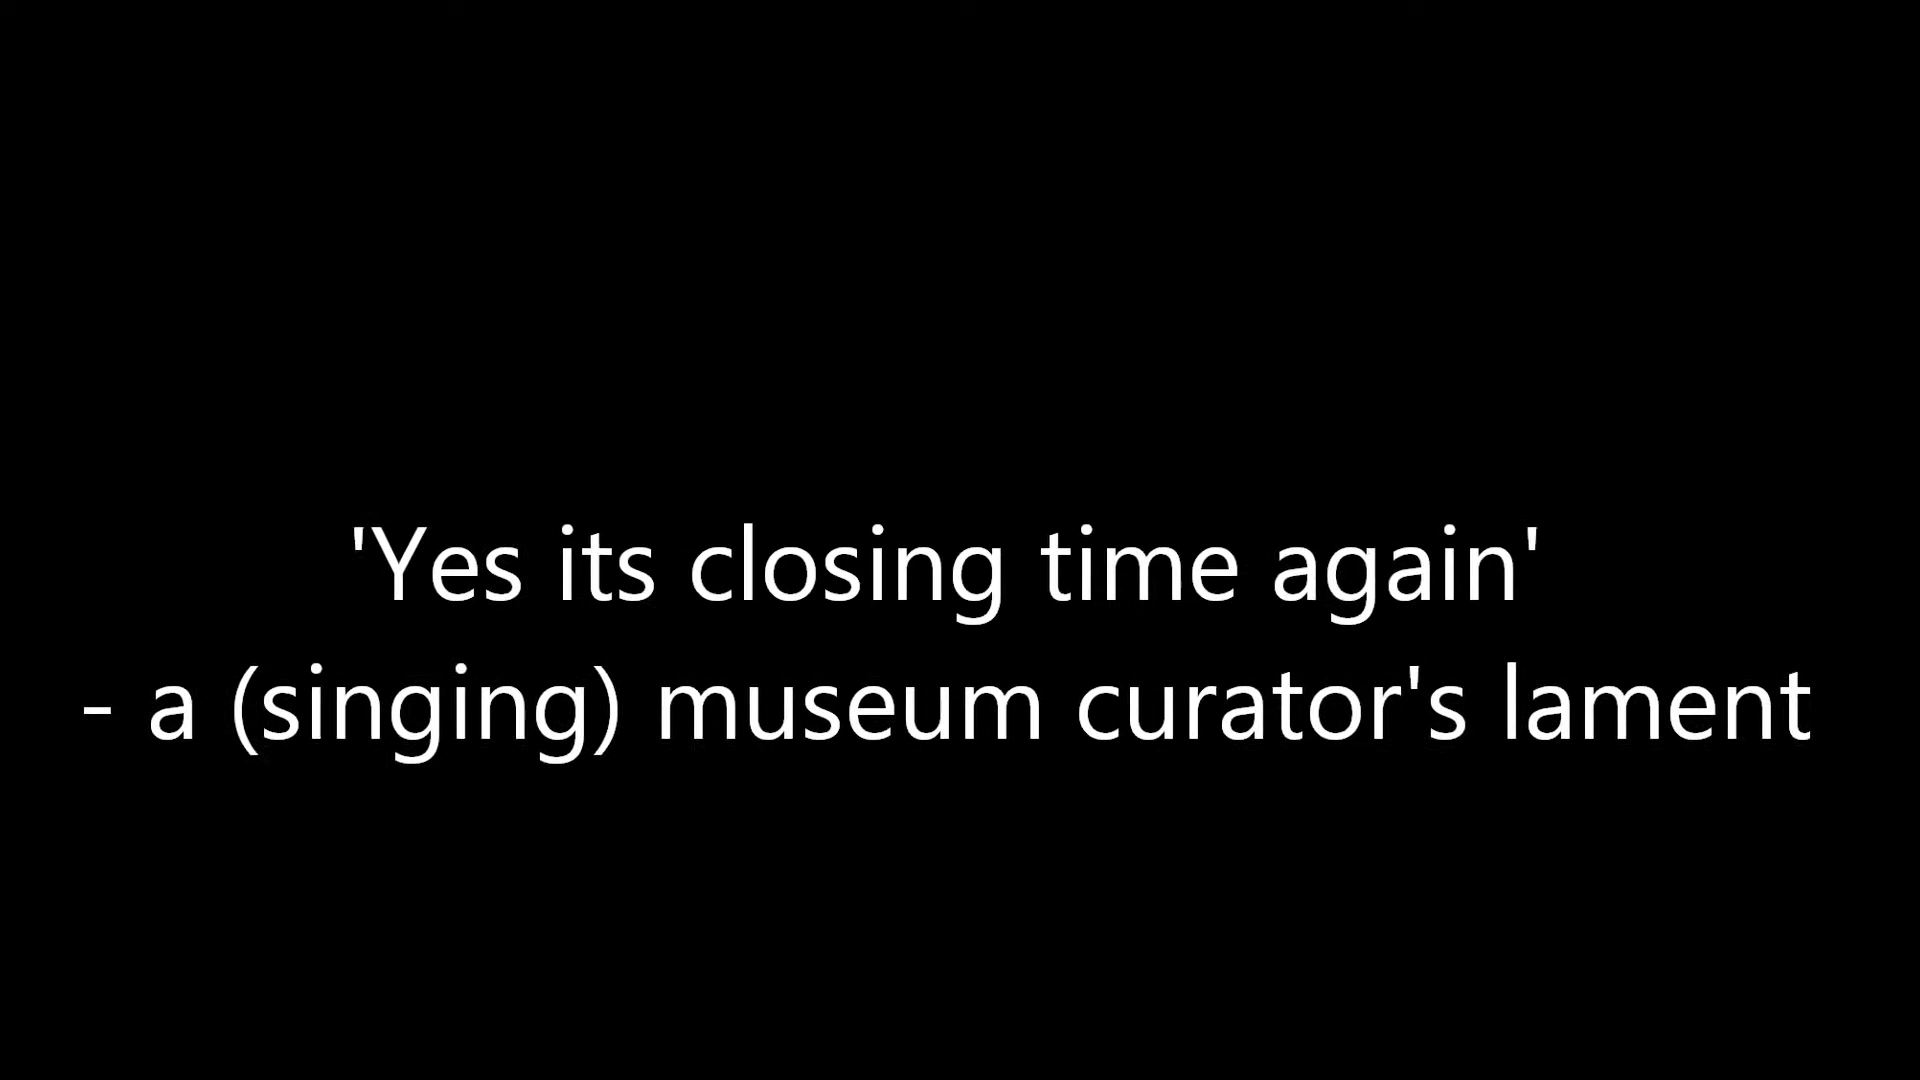 'Yes its closing time again'
- a (singing) museum curator's lament